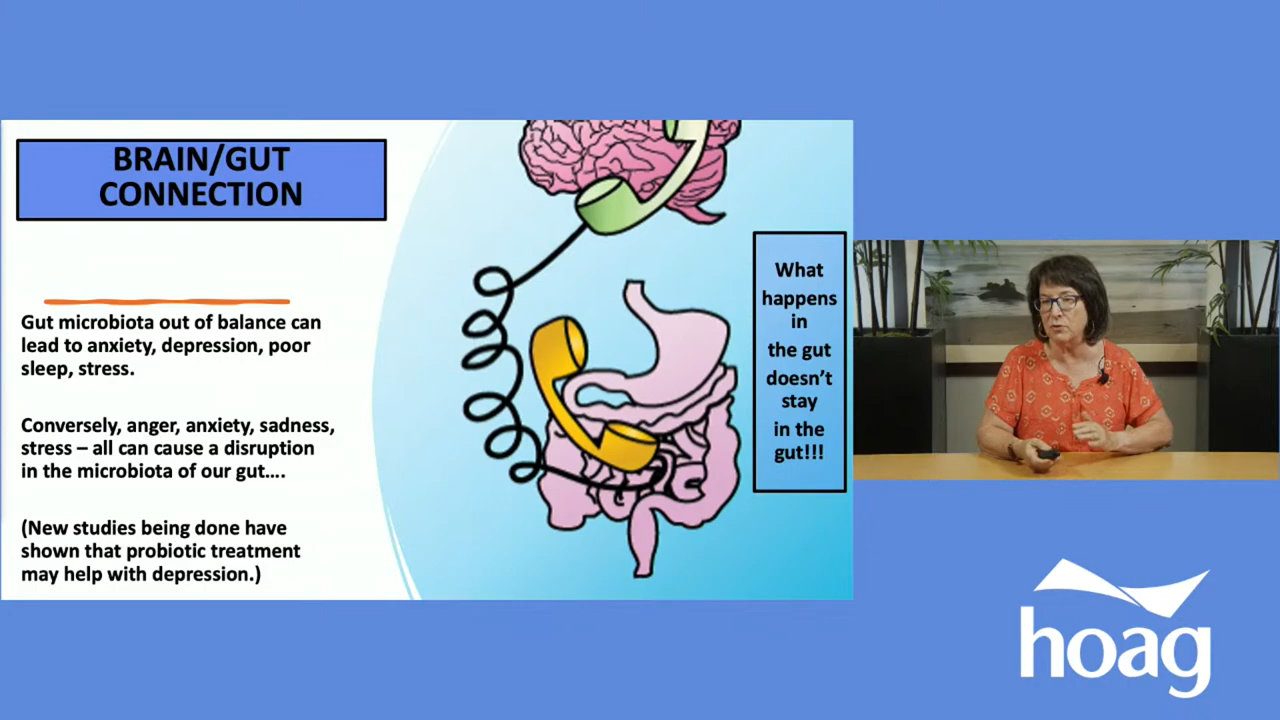 BRAIN/GUT
CONNECTION
Gut microbiota out of balance can
lead to anxiety, depression, poor
sleep, stress.
Conversely, anger, anxiety, sadness,
stress – all can cause a disruption
in the microbiota of our gut….
(New studies being done have
shown that probiotic treatment
may help with depression.)
What
happens
in
the gut
doesn’t
stay
in the
gut!!!
hoag